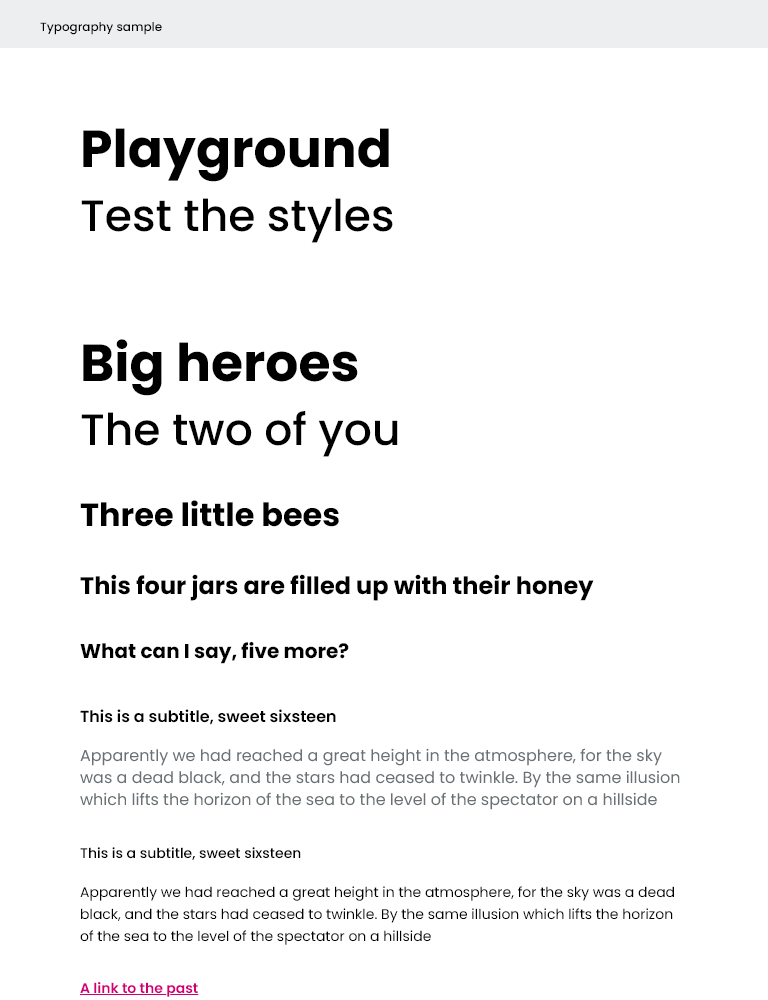 Typography sample
Playground
Test the styles
Big heroes
The two of you
Three little bees
This four jars are filled up with their honey
What can I say, five more?
This is a subtitle, sweet sixsteen
Apparently we had reached a great height in the atmosphere, for the sky
was a dead black, and the stars had ceased to twinkle. By the same illusion
which lifts the horizon of the sea to the level of the spectator on a hillside
This is a subtitle, sweet sixsteen
Apparently we had reached a great height in the atmosphere, for the sky was a dead
black, and the stars had ceased to twinkle. By the same illusion which lifts the horizon
of the sea to the level of the spectator on a hillside
A link to the past